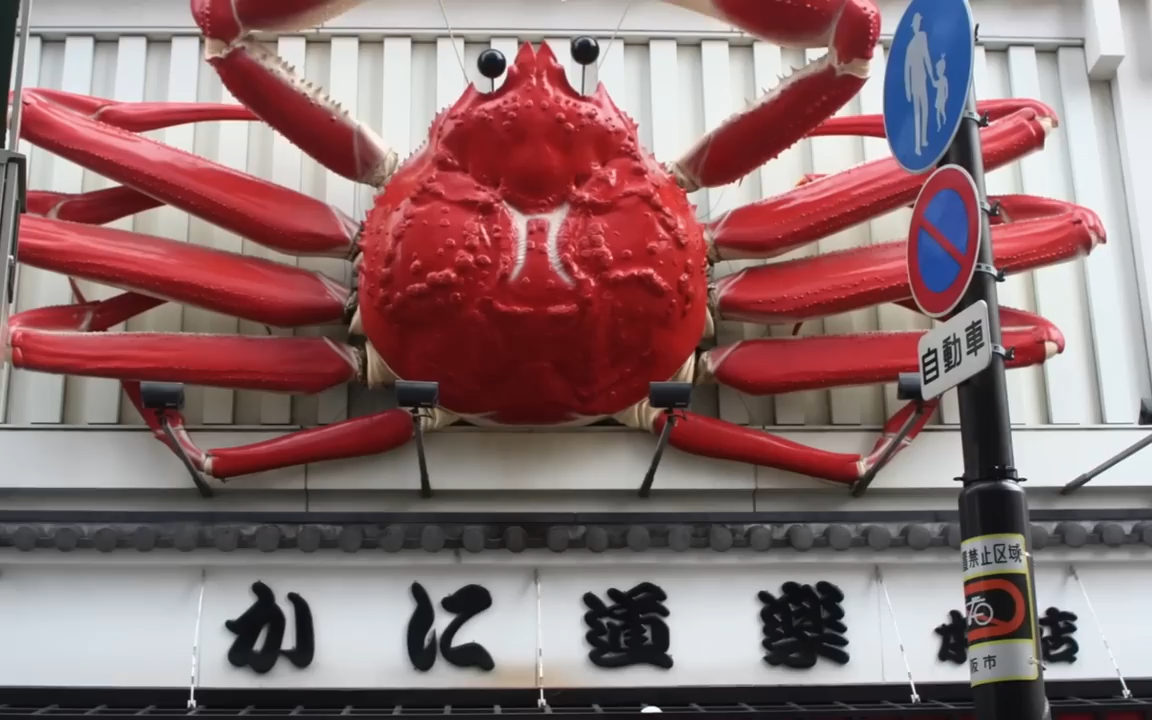 自動車
禁止区域
かに道楽 本店
阪市